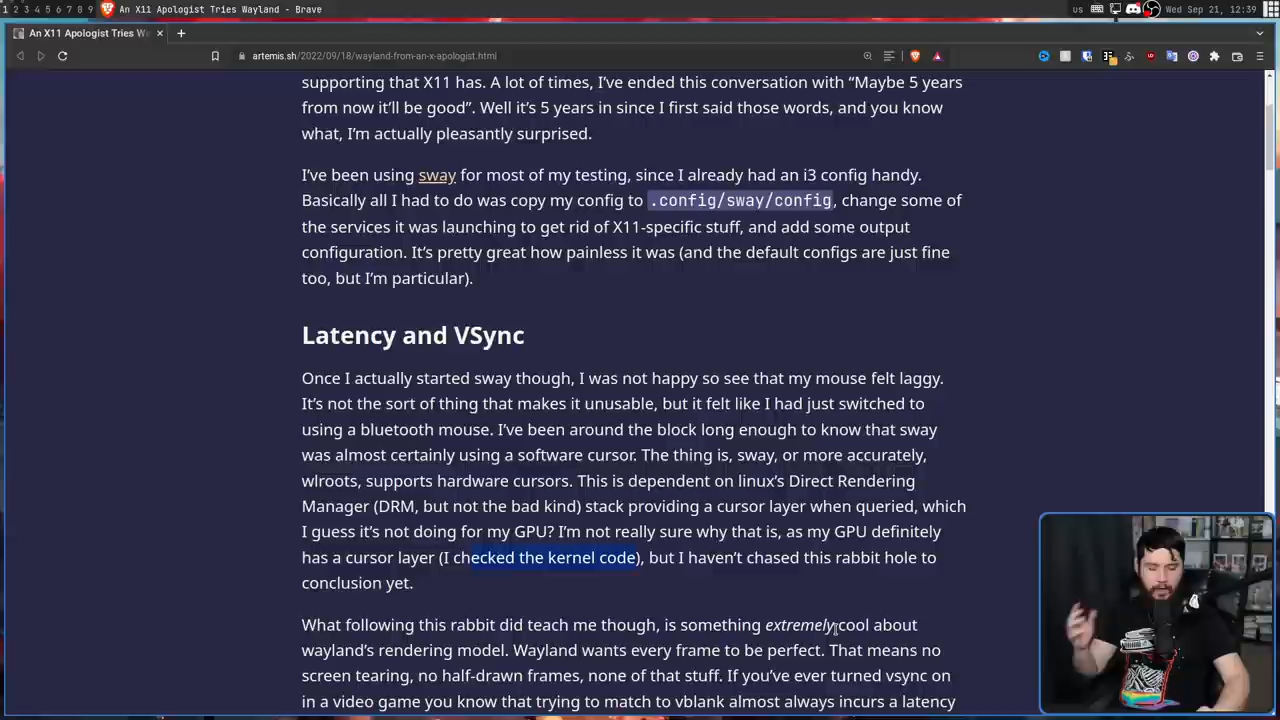 1 2 3 4 5 6 7 8 9
An X11 Apologist Tries Wayland - Brave
us
Wed Sep 21, 12:39
An X11 Apologist Tries Wa
artemis.sh/2022/09/18/wayland-from-an-x-apologist.html
supporting that X11 has. A lot of times, I’ve ended this conversation with “Maybe 5 years
from now it’ll be good”. Well it’s 5 years in since I first said those words, and you know
what, I’m actually pleasantly surprised.
I’ve been using sway for most of my testing, since I already had an i3 config handy.
Basically all I had to do was copy my config to .config/sway/config, change some of
the services it was launching to get rid of X11-specific stuff, and add some output
configuration. It’s pretty great how painless it was (and the default configs are just fine
too, but I’m particular).
Latency and VSync
Once I actually started sway though, I was not happy so see that my mouse felt laggy.
It’s not the sort of thing that makes it unusable, but it felt like I had just switched to
using a bluetooth mouse. I’ve been around the block long enough to know that sway
was almost certainly using a software cursor. The thing is, sway, or more accurately,
wlroots, supports hardware cursors. This is dependent on linux’s Direct Rendering
Manager (DRM, but not the bad kind) stack providing a cursor layer when queried, which
I guess it’s not doing for my GPU? I’m not really sure why that is, as my GPU definitely
has a cursor layer (I checked the kernel code), but I haven’t chased this rabbit hole to
conclusion yet.
What following this rabbit did teach me though, is something extremely cool about
wayland’s rendering model. Wayland wants every frame to be perfect. That means no
screen tearing, no half-drawn frames, none of that stuff. If you’ve ever turned vsync on
in a video game you know that trying to match to vblank almost always incurs a latency